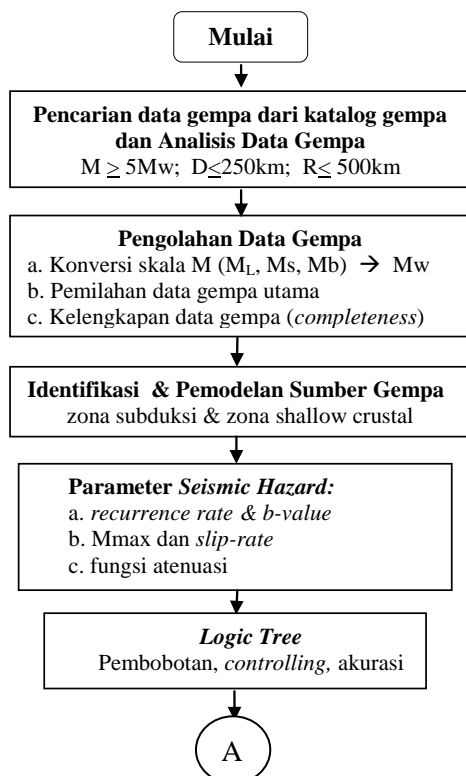 Mulai
Pencarian data gempa dari katalog gempa
dan Analisis Data Gempa
M ≥ 5Mw; D≤250km; R≤ 500km
Pengolahan Data Gempa
a. Konversi skala M (ML, Ms, Mb) → Mw
b. Pemilahan data gempa utama
c. Kelengkapan data gempa (completeness)
Identifikasi & Pemodelan Sumber Gempa
zona subduksi & zona shallow crustal
Parameter Seismic Hazard:
a. recurrence rate & b-value
b. Mmax dan slip-rate
c. fungsi atenuasi
Logic Tree
Pembobotan, controlling, akurasi
A